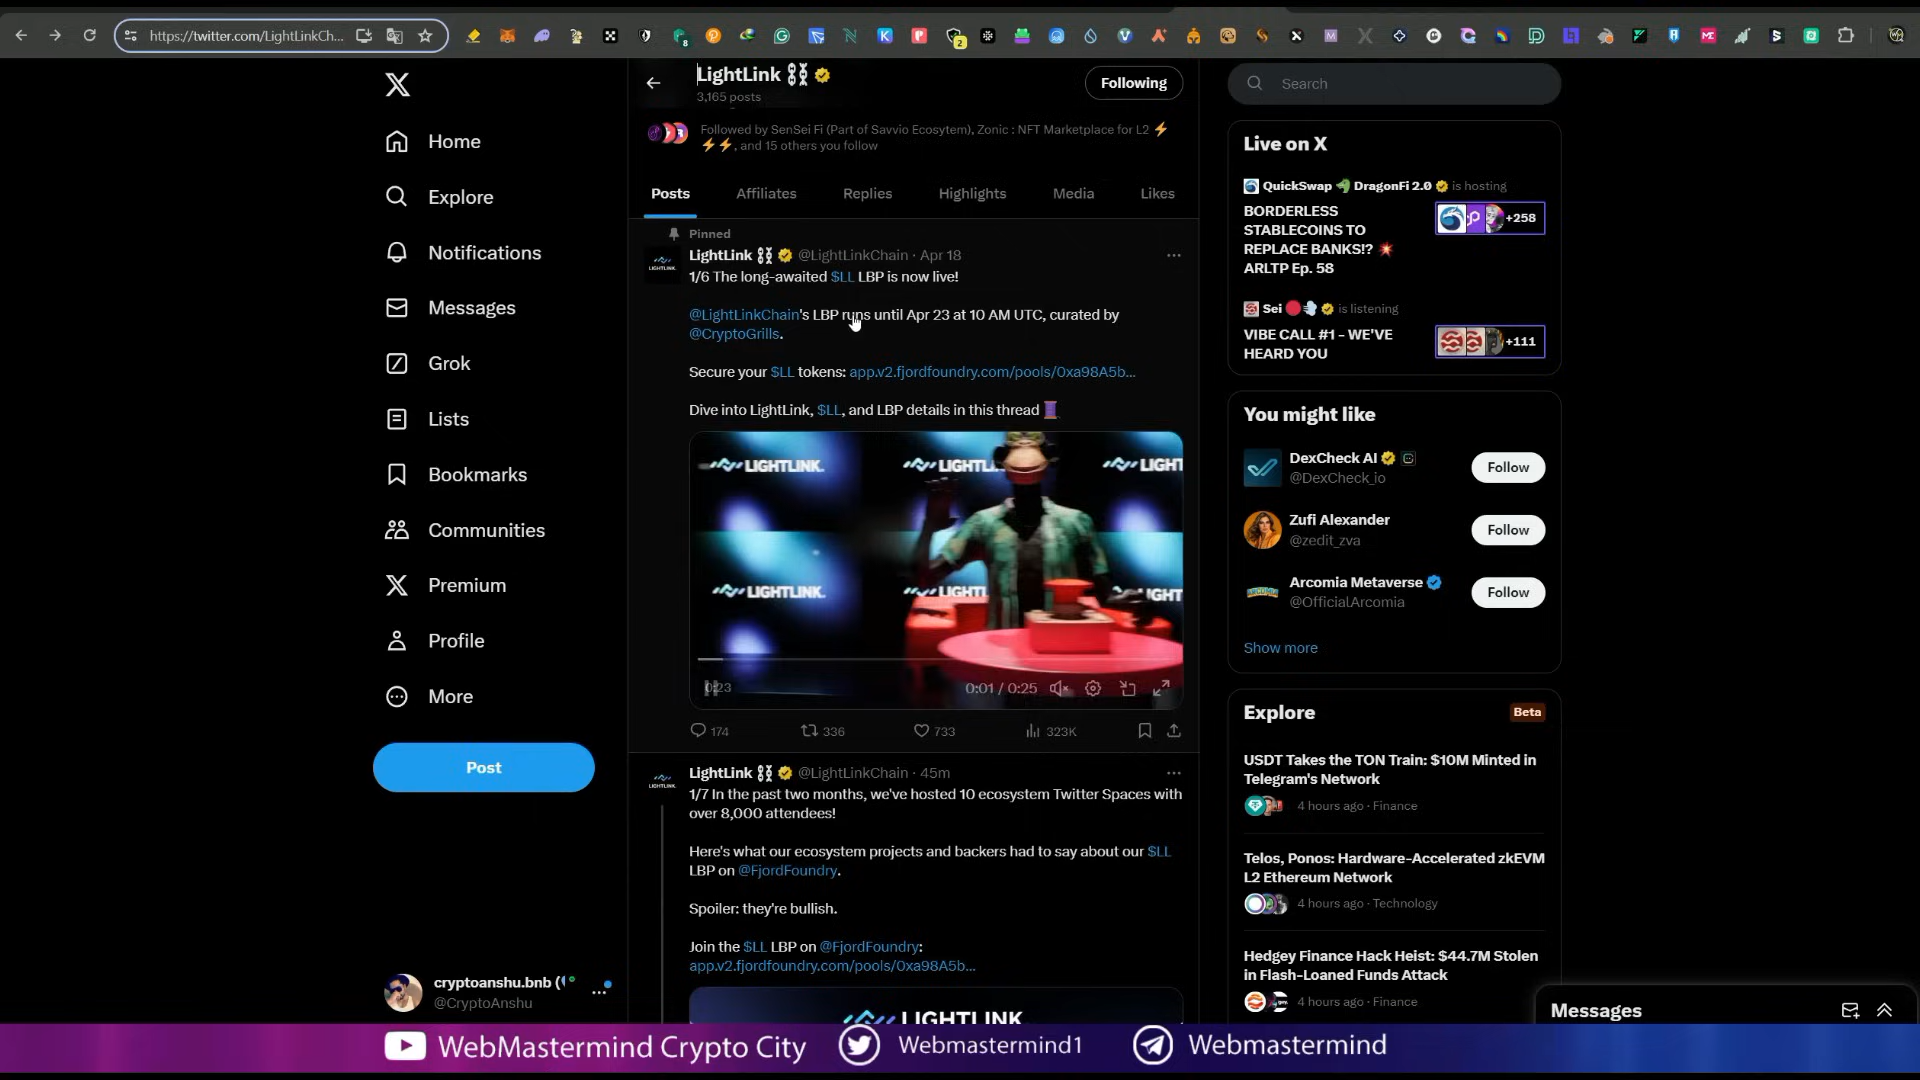 https://twitter.com/LightLinkCh...
8
2
LightLink
3,165 posts
Following
Search
Followed by SenSei Fi (Part of Savvio Ecosytem), Zonic : NFT Marketplace for L2 ⚡
⚡⚡, and 15 others you follow
Posts
Affiliates
Replies
Highlights
Media
Likes
Home
Explore
Notifications
Messages
Grok
Lists
Bookmarks
Communities
Premium
Profile
More
Post
cryptoanshu.bnb (
@CryptoAnshu
Pinned
LightLink @LightLinkChain · Apr 18
1/6 The long-awaited $LL LBP is now live!
@LightLinkChain's LBP runs until Apr 23 at 10 AM UTC, curated by
@CryptoGrills.
Secure your $LL tokens: app.v2.fjordfoundry.com/pools/0xa98A5b...
Dive into LightLink, $LL, and LBP details in this thread 🧵
LIGHTLINK.
LIGHTL
LIGHT
LIGHTLINK.
LIGHTI
IGHT
0:23
0:01 / 0:25
174
336
733
323K
LIGHTLINK
LightLink @LightLinkChain · 45m
1/7 In the past two months, we've hosted 10 ecosystem Twitter Spaces with
over 8,000 attendees!
Here's what our ecosystem projects and backers had to say about our $LL
LBP on @FjordFoundry.
Spoiler: they're bullish.
Join the $LL LBP on @FjordFoundry:
app.v2.fjordfoundry.com/pools/0xa98A5b...
LIGHTLINK
Live on X
QuickSwap DragonFi 2.0 is hosting
BORDERLESS
STABLECOINS TO
REPLACE BANKS!? 💥
ARLTP Ep. 58
+258
Sei is listening
VIBE CALL #1 - WE'VE
HEARD YOU
+111
You might like
DexCheck AI
@DexCheck_io
Follow
Zufi Alexander
@zedit_zva
Follow
Arcomia Metaverse
@OfficialArcomia
Follow
Show more
Explore
Beta
USDT Takes the TON Train: $10M Minted in
Telegram's Network
4 hours ago · Finance
Telos, Ponos: Hardware-Accelerated zkEVM
L2 Ethereum Network
4 hours ago · Technology
Hedgey Finance Hack Heist: $44.7M Stolen
in Flash-Loaned Funds Attack
4 hours ago · Finance
Messages
WebMastermind Crypto City
Webmastermind1
Webmastermind